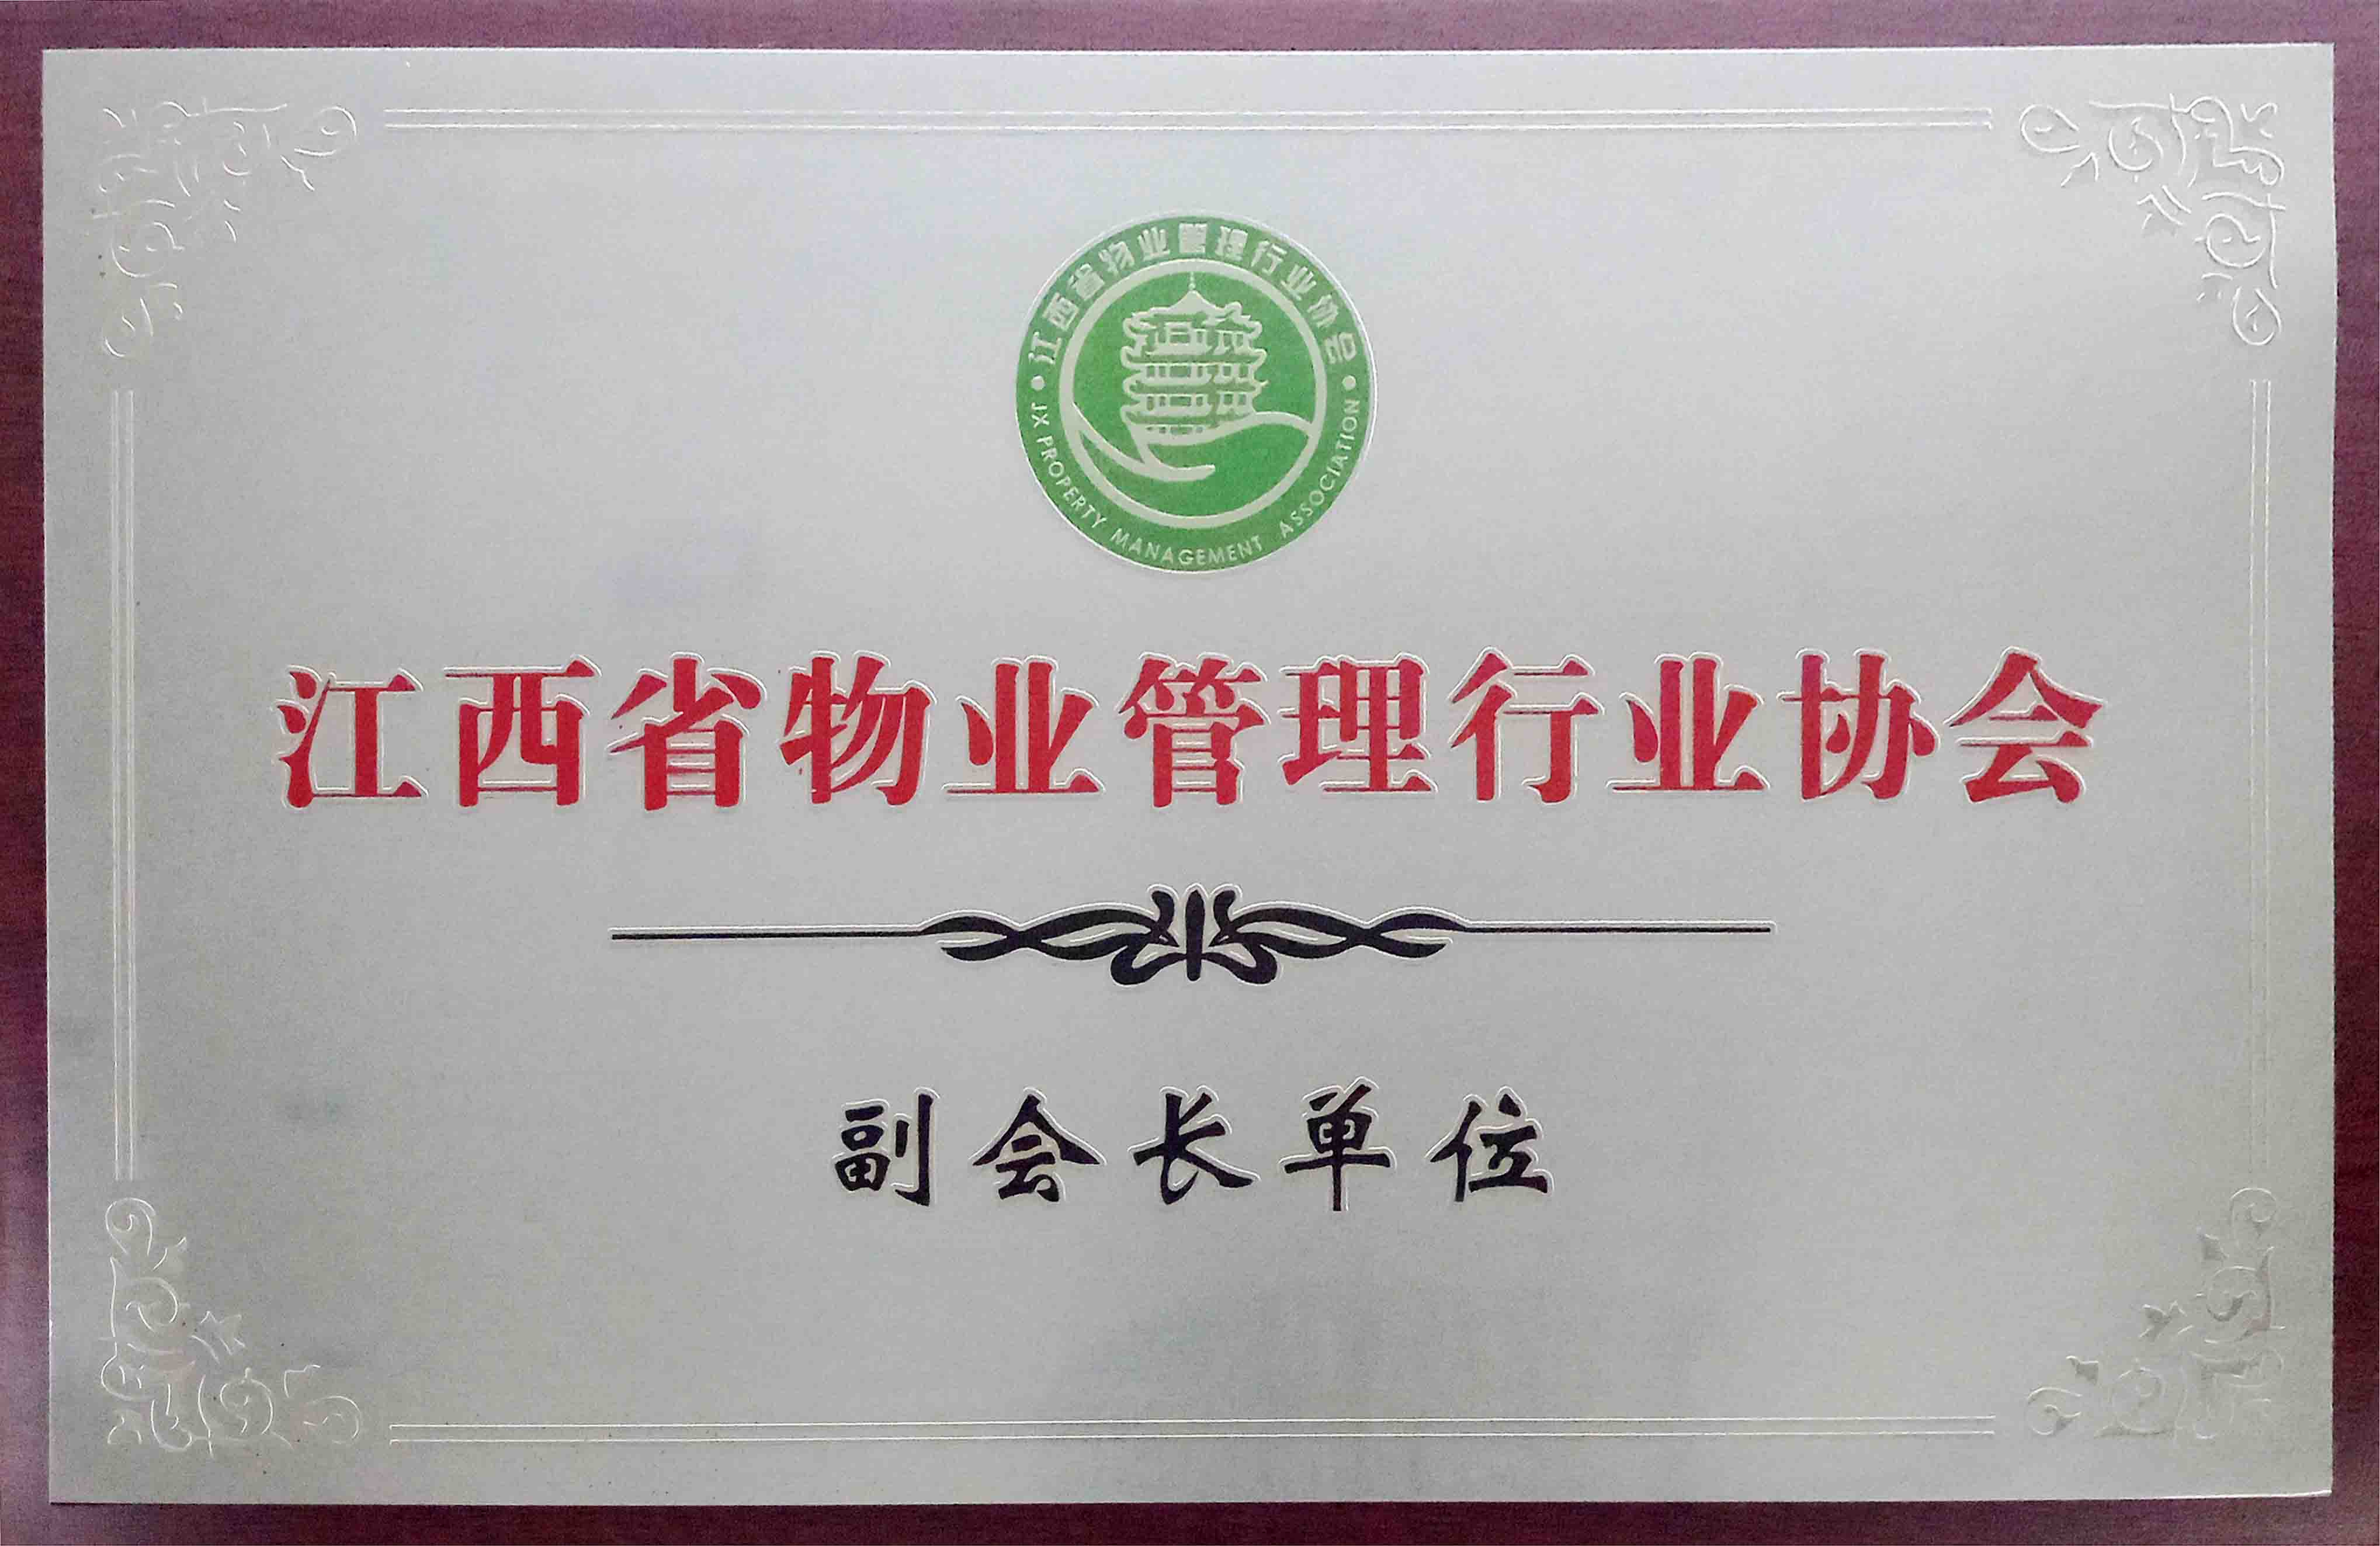 江西省物业管理行业协会
JX PROPERTY MANAGEMENT ASSOCIATION
江西省物业管理行业协会
副会长单位